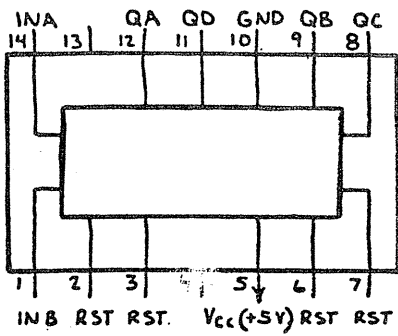 INA QA QD GND QB QC
14 13 12 11 10 9 8
1 2 3 5 6 7
INB RST RST. Vcc (+5V) RST RST